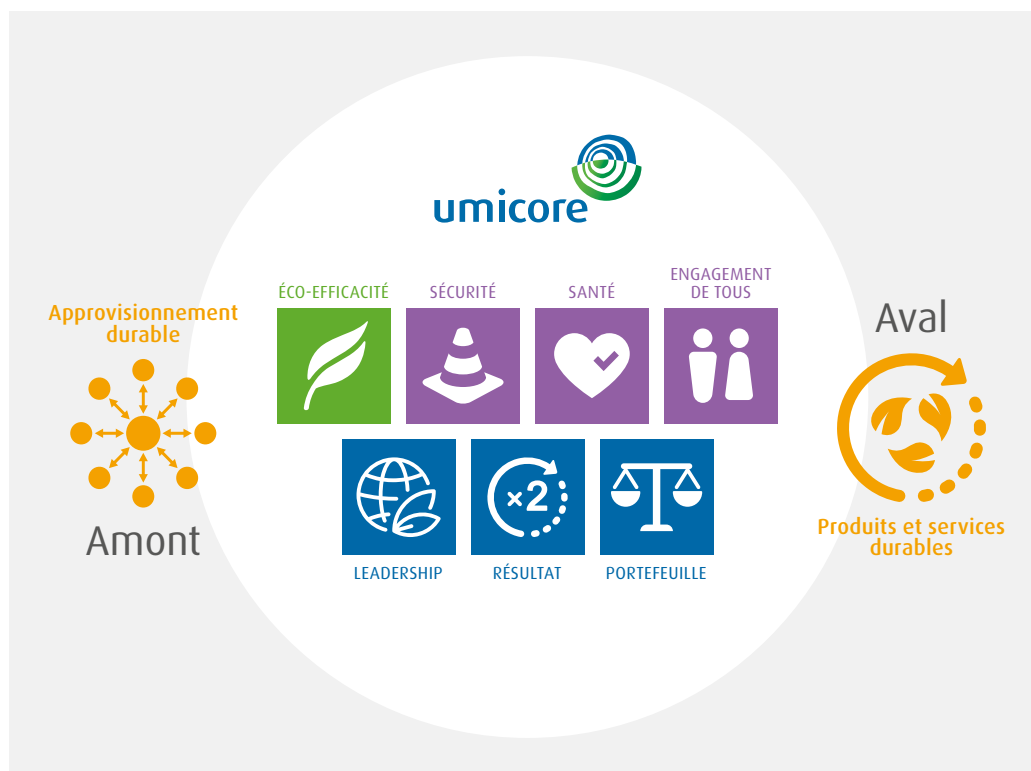 umicore
ÉCO-EFFICACITÉ
SÉCURITÉ
SANTÉ
ENGAGEMENT
DE TOUS
Approvisionnement
durable
Amont
Aval
Produits et services
durables
×2
LEADERSHIP
RÉSULTAT
PORTEFEUILLE